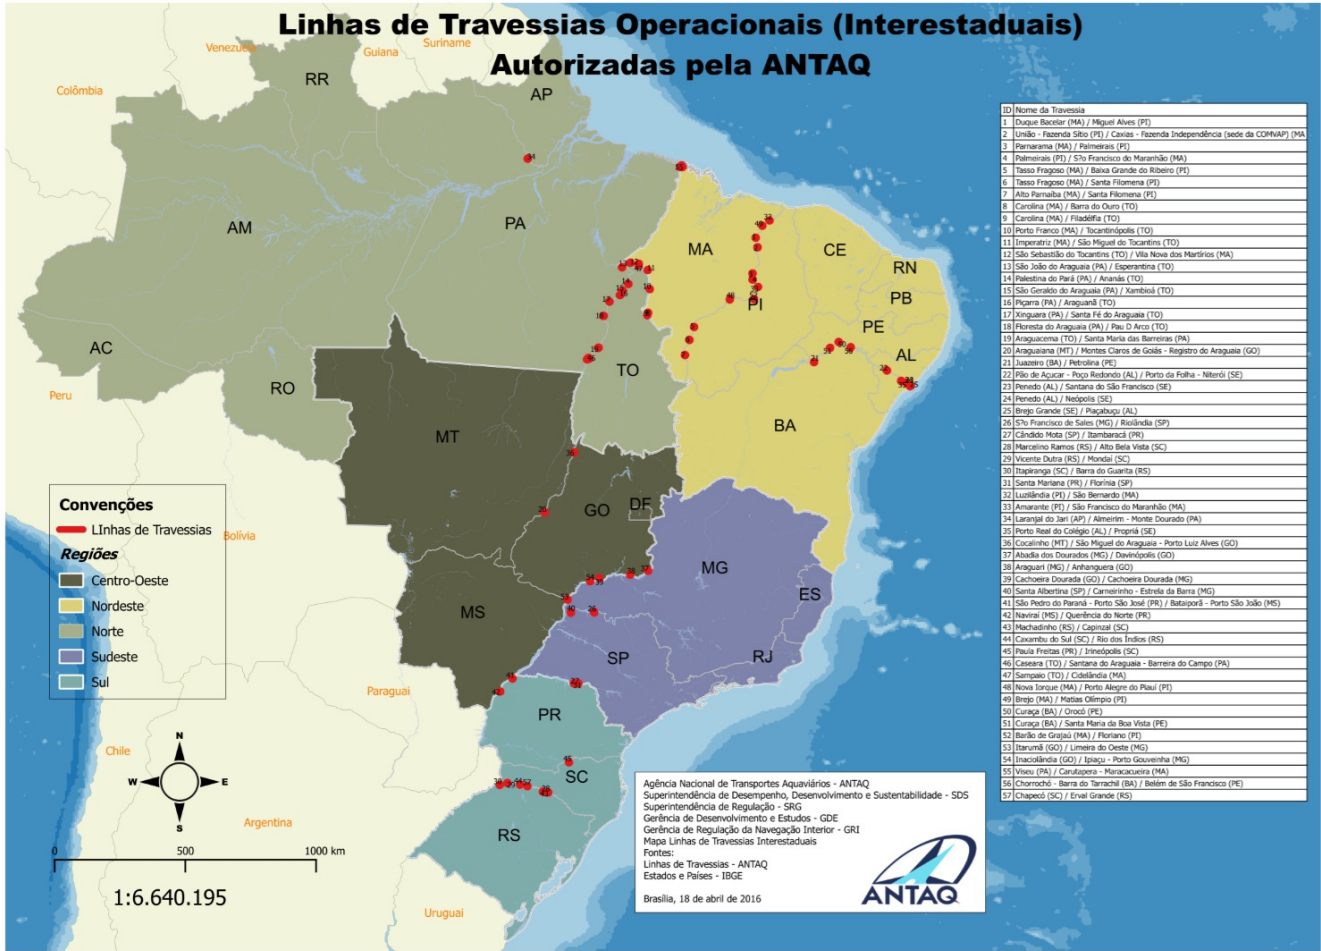 Linhas de Travessias Operacionais (Interestaduais)
Autorizadas pela ANTAQ
Venezuela
Guiana
Suriname
Colômbia
RR
AP
AM
PA
MA
CE
RN
PB
PE
AL
PI
AC
RO
TO
BA
MT
GO
DF
MG
ES
MS
SP
RJ
PR
SC
RS
Peru
Bolívia
Paraguai
Chile
Argentina
Uruguai
ID Nome da Travessia
1 Duque Bacelar (MA) / Miguel Alves (PI)
2 União - Fazenda Sítio (PI) / Caxias - Fazenda Independência (sede da COMVAP) (MA
3 Parnarama (MA) / Palmeirais (PI)
4 Palmeirais (PI) / S?o Francisco do Maranhão (MA)
5 Tasso Fragoso (MA) / Baixa Grande do Ribeiro (PI)
6 Tasso Fragoso (MA) / Santa Filomena (PI)
7 Alto Parnaíba (MA) / Santa Filomena (PI)
8 Carolina (MA) / Barra do Ouro (TO)
9 Carolina (MA) / Filadélfia (TO)
10 Porto Franco (MA) / Tocantinópolis (TO)
11 Imperatriz (MA) / São Miguel do Tocantins (TO)
12 São Sebastião do Tocantins (TO) / Vila Nova dos Martírios (MA)
13 São João do Araguaia (PA) / Esperantina (TO)
14 Palestina do Pará (PA) / Ananás (TO)
15 São Geraldo do Araguaia (PA) / Xambioá (TO)
16 Piçarra (PA) / Araguanã (TO)
17 Xinguara (PA) / Santa Fé do Araguaia (TO)
18 Floresta do Araguaia (PA) / Pau D Arco (TO)
19 Araguacema (TO) / Santa Maria das Barreiras (PA)
20 Araguaiana (MT) / Montes Claros de Goiás - Registro do Araguaia (GO)
21 Juazeiro (BA) / Petrolina (PE)
22 Pão de Açucar - Poço Redondo (AL) / Porto da Folha - Niterói (SE)
23 Penedo (AL) / Santana do São Francisco (SE)
24 Penedo (AL) / Neópolis (SE)
25 Brejo Grande (SE) / Piaçabuçu (AL)
26 S?o Francisco de Sales (MG) / Riolândia (SP)
27 Cândido Mota (SP) / Itambaracá (PR)
28 Marcelino Ramos (RS) / Alto Bela Vista (SC)
29 Vicente Dutra (RS) / Mondaí (SC)
30 Itapiranga (SC) / Barra do Guarita (RS)
31 Santa Mariana (PR) / Florínia (SP)
32 Luzilândia (PI) / São Bernardo (MA)
33 Amarante (PI) / São Francisco do Maranhão (MA)
34 Laranjal do Jari (AP) / Almeirim - Monte Dourado (PA)
35 Porto Real do Colégio (AL) / Propriá (SE)
36 Cocalinho (MT) / São Miguel do Araguaia - Porto Luiz Alves (GO)
37 Abadia dos Dourados (MG) / Davinópolis (GO)
38 Araguari (MG) / Anhanguera (GO)
39 Cachoeira Dourada (GO) / Cachoeira Dourada (MG)
40 Santa Albertina (SP) / Carneirinho - Estrela da Barra (MG)
41 São Pedro do Paraná - Porto São José (PR) / Bataiporã - Porto São João (MS)
42 Naviraí (MS) / Querência do Norte (PR)
43 Machadinho (RS) / Capinzal (SC)
44 Caxambu do Sul (SC) / Rio dos Índios (RS)
45 Paula Freitas (PR) / Irineópolis (SC)
46 Caseara (TO) / Santana do Araguaia - Barreira do Campo (PA)
47 Sampaio (TO) / Cidelândia (MA)
48 Nova Iorque (MA) / Porto Alegre do Piauí (PI)
49 Brejo (MA) / Matias Olímpio (PI)
50 Curaça (BA) / Orocó (PE)
51 Curaça (BA) / Santa Maria da Boa Vista (PE)
52 Barão de Grajaú (MA) / Floriano (PI)
53 Itarumã (GO) / Limeira do Oeste (MG)
54 Inaciolândia (GO) / Ipiaçu - Porto Gouveinha (MG)
55 Viseu (PA) / Carutapera - Maracacueira (MA)
56 Chorrochó - Barra do Tarrachil (BA) / Belém de São Francisco (PE)
57 Chapecó (SC) / Erval Grande (RS)
Convenções
LInhas de Travessias
Regiões
Centro-Oeste
Nordeste
Norte
Sudeste
Sul
N
W
E
S
0 500 1000 km
1:6.640.195
Agência Nacional de Transportes Aquaviários - ANTAQ
Superintendência de Desempenho, Desenvolvimento e Sustentabilidade - SDS
Superintendência de Regulação - SRG
Gerência de Desenvolvimento e Estudos - GDE
Gerência de Regulação da Navegação Interior - GRI
Mapa Linhas de Travessias Interestaduais
Fontes:
Linhas de Travessias - ANTAQ
Estados e Países - IBGE
Brasília, 18 de abril de 2016
ANTAQ